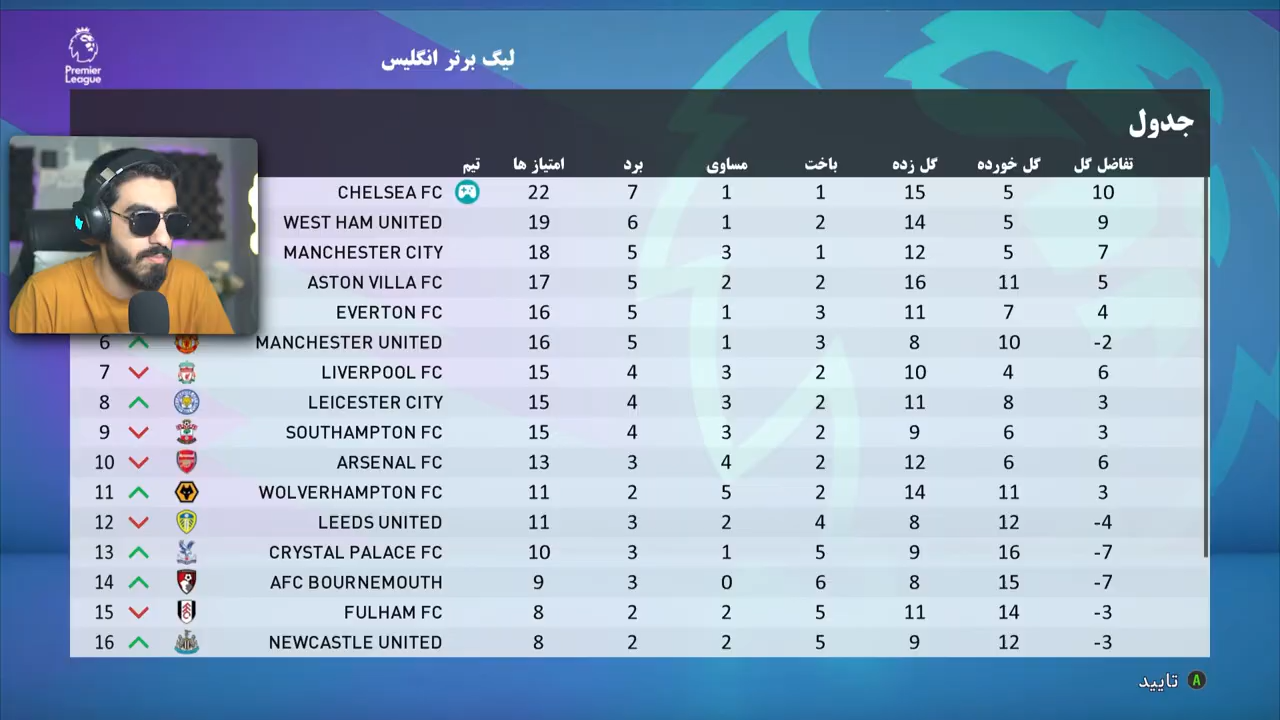 Premier
League
لیگ برتر انگلیس
جدول
تیم امتیاز ها برد مساوی باخت گل زده گل خورده تفاضل گل
CHELSEA FC 22 7 1 1 15 5 10
WEST HAM UNITED 19 6 1 2 14 5 9
MANCHESTER CITY 18 5 3 1 12 5 7
ASTON VILLA FC 17 5 2 2 16 11 5
EVERTON FC 16 5 1 3 11 7 4
6 MANCHESTER UNITED 16 5 1 3 8 10 -2
7 LIVERPOOL FC 15 4 3 2 10 4 6
8 LEICESTER CITY 15 4 3 2 11 8 3
9 SOUTHAMPTON FC 15 4 3 2 9 6 3
10 ARSENAL FC 13 3 4 2 12 6 6
11 WOLVERHAMPTON FC 11 2 5 2 14 11 3
12 LEEDS UNITED 11 3 2 4 8 12 -4
13 CRYSTAL PALACE FC 10 3 1 5 9 16 -7
14 AFC BOURNEMOUTH 9 3 0 6 8 15 -7
15 FULHAM FC 8 2 2 5 11 14 -3
16 NEWCASTLE UNITED 8 2 2 5 9 12 -3
تایید A